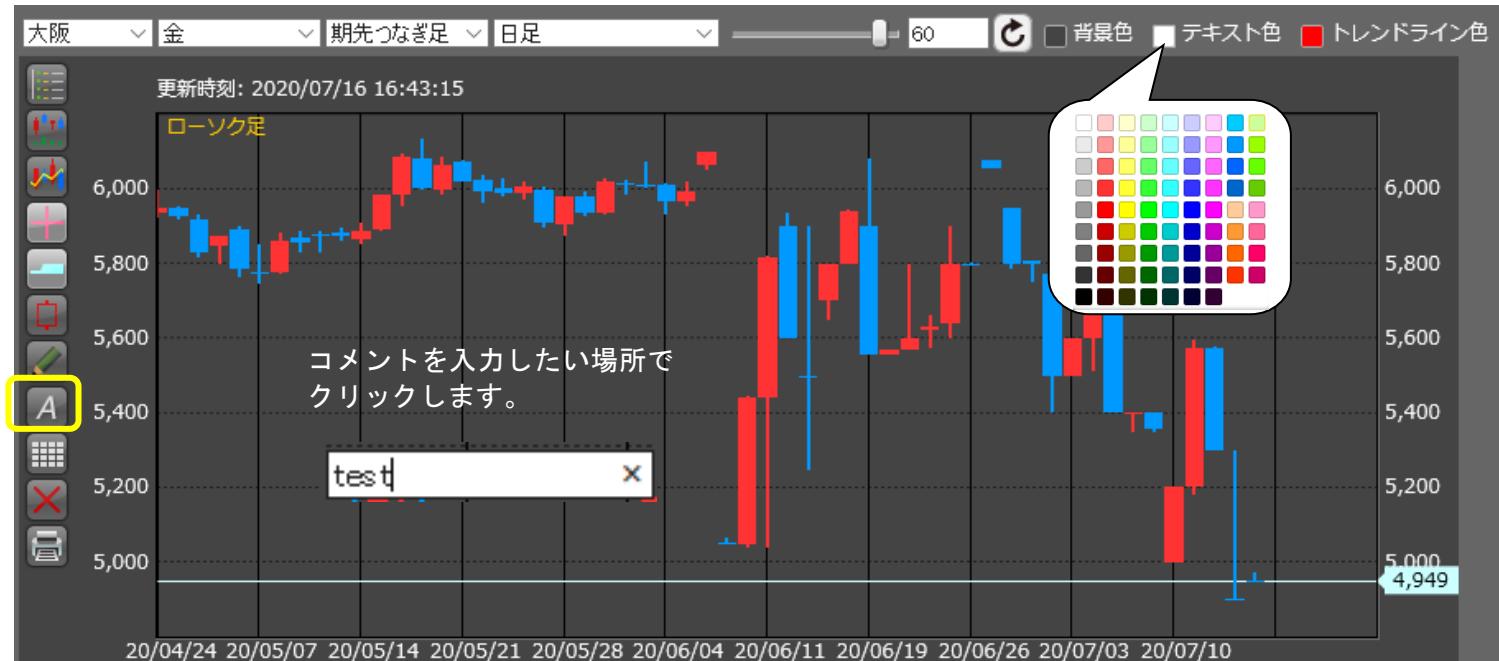 大阪 金 期先つなぎ足 日足 60 背景色 テキスト色 トレンドライン色
更新時刻: 2020/07/16 16:43:15
ローソク足
6,000 6,000
5,800 5,800
5,600 5,600
コメントを入力したい場所で
クリックします。
A 5,400 5,400
test ×
5,200 5,200
5,000 5,000
4,949
20/04/24 20/05/07 20/05/14 20/05/21 20/05/28 20/06/04 20/06/11 20/06/19 20/06/26 20/07/03 20/07/10